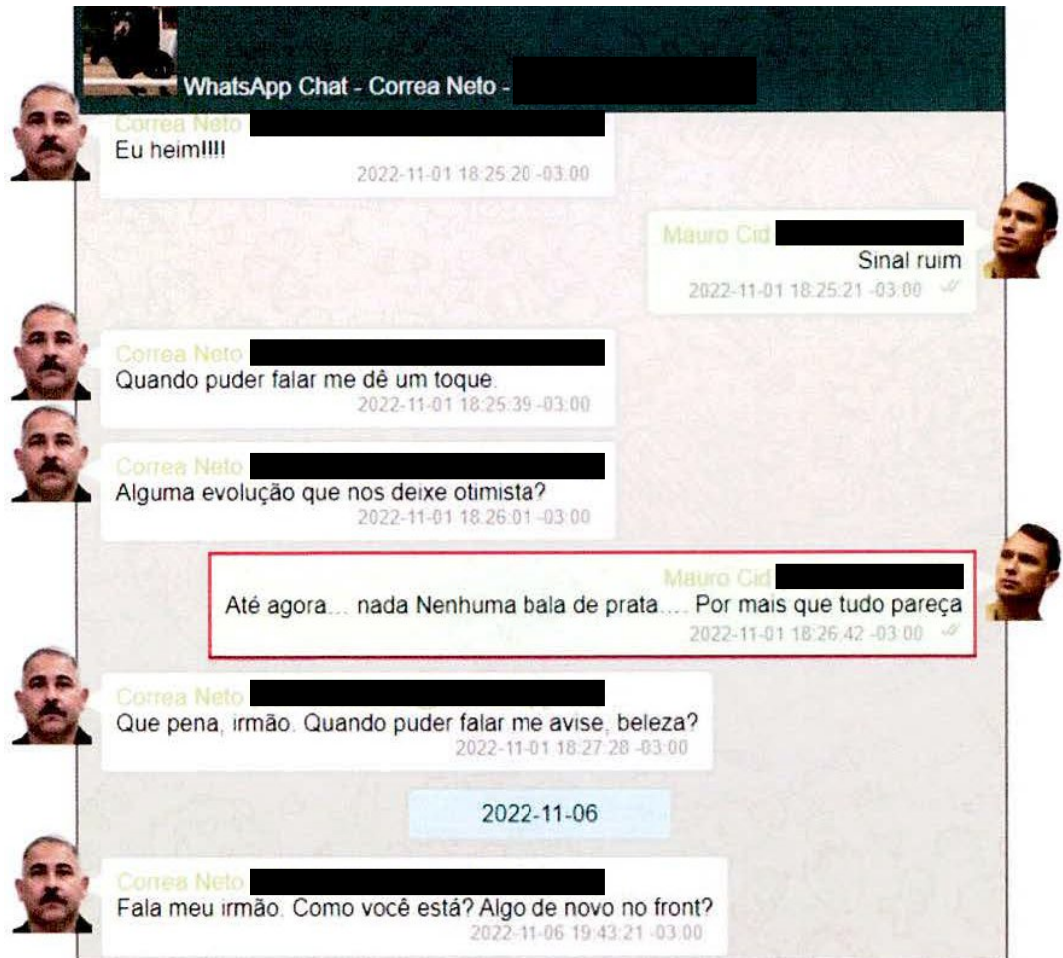 WhatsApp Chat - Correa Neto -
Correa Neto
Eu heim!!!!
2022-11-01 18:25:20 -03:00
Mauro Cid
Sinal ruim
2022-11-01 18:25:21 -03:00
Correa Neto
Quando puder falar me dê um toque.
2022-11-01 18:25:39 -03:00
Correa Neto
Alguma evolução que nos deixe otimista?
2022-11-01 18:26:01 -03:00
Mauro Cid
Até agora... nada Nenhuma bala de prata.... Por mais que tudo pareça
2022-11-01 18:26:42 -03:00
Correa Neto
Que pena, irmão. Quando puder falar me avise, beleza?
2022-11-01 18:27:28 -03:00
2022-11-06
Correa Neto
Fala meu irmão. Como você está? Algo de novo no front?
2022-11-06 19:43:21 -03:00